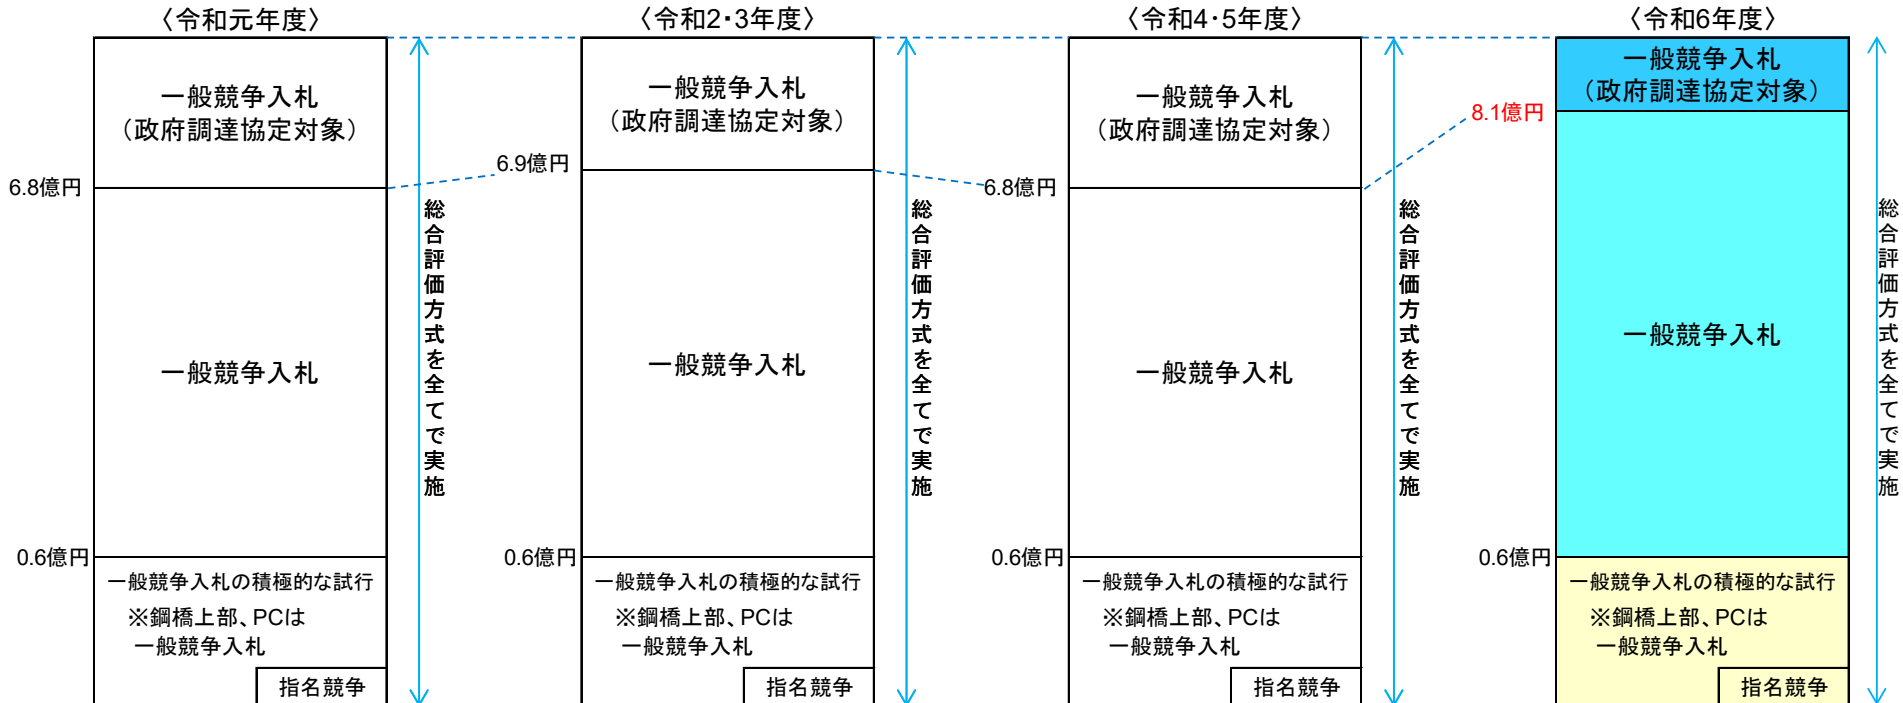 〈令和元年度〉
一般競争入札
（政府調達協定対象）
6.8億円
一般競争入札
0.6億円
一般競争入札の積極的な試行
※鋼橋上部、PCは
一般競争入札
指名競争
総合評価方式を全てで実施
〈令和2・3年度〉
一般競争入札
（政府調達協定対象）
6.9億円
一般競争入札
0.6億円
一般競争入札の積極的な試行
※鋼橋上部、PCは
一般競争入札
指名競争
総合評価方式を全てで実施
〈令和4・5年度〉
一般競争入札
（政府調達協定対象）
6.8億円
一般競争入札
0.6億円
一般競争入札の積極的な試行
※鋼橋上部、PCは
一般競争入札
指名競争
総合評価方式を全てで実施
〈令和6年度〉
一般競争入札
（政府調達協定対象）
8.1億円
一般競争入札
0.6億円
一般競争入札の積極的な試行
※鋼橋上部、PCは
一般競争入札
指名競争
総合評価方式を全てで実施